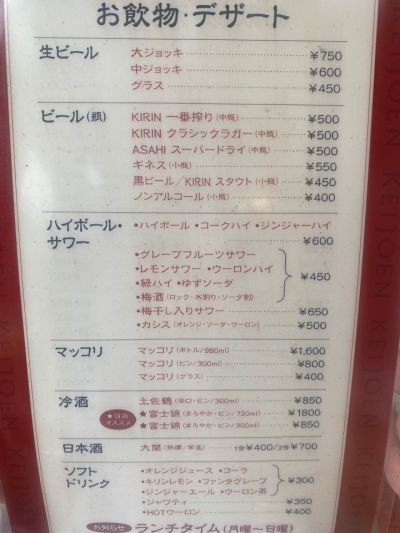 お飲物・デザート
生ビール 大ジョッキ ¥750
中ジョッキ ¥600
グラス ¥450
ビール(瓶) KIRIN 一番搾り(中瓶) ¥500
KIRIN クラシックラガー(中瓶) ¥500
ASAHI スーパードライ(中瓶) ¥500
ギネス(小瓶) ¥550
黒ビール/KIRIN スタウト(小瓶) ¥450
ノンアルコール(小瓶) ¥400
ハイボール・サワー •ハイボール •コークハイ •ジンジャーハイ
¥600
•グレープフルーツサワー
•レモンサワー •ウーロンハイ
•緑ハイ •ゆずソーダ
¥450
•梅酒(ロック・水割り・ソーダ割)
•梅干し入りサワー ¥650
•カシス(オレンジ・ソーダ・ウーロン) ¥500
マッコリ マッコリ(ボトル/980ml) ¥1,600
マッコリ(ビン/300ml) ¥800
マッコリ(グラス) ¥400
冷酒 土佐鶴(辛口・ビン/300ml) ¥850
★当店オススメ ★富士錦(まろやか・ビン/720ml) ¥1800
★富士錦(まろやか・ビン/300ml) ¥850
日本酒 大関(熱燗/常温) 1合¥400/2合¥700
ソフトドリンク •オレンジジュース •コーラ
•キリンレモン •ファンタグレープ ¥300
•ジンジャーエール •ウーロン茶
•ジャワティ ¥350
•HOTウーロン ¥400
お知らせ ランチタイム(月曜〜日曜)
KEIJOEN